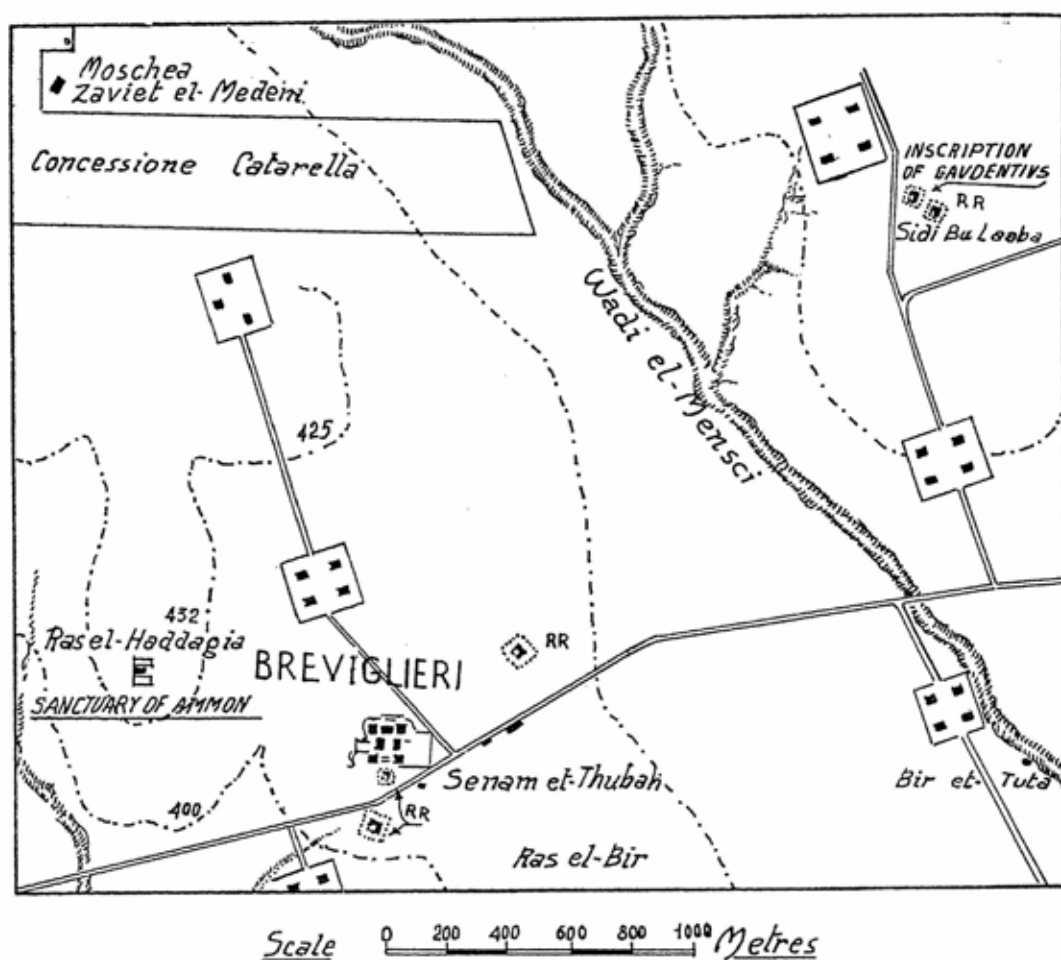 Moschea
Zaviet el-Medeni
Concessione Catarella
INSCRIPTION
OF GAVDENTIVS
RR
Sidi Bu Laaba
Wadi el-Mensci
425
432
Ras el-Haddagia
SANCTUARY OF AMMON
BREVIGLIERI
RR
Senam et-Thubah
Bir et-Tuta
400
RR
Ras el-Bir
Scale 0 200 400 600 800 1000 Metres